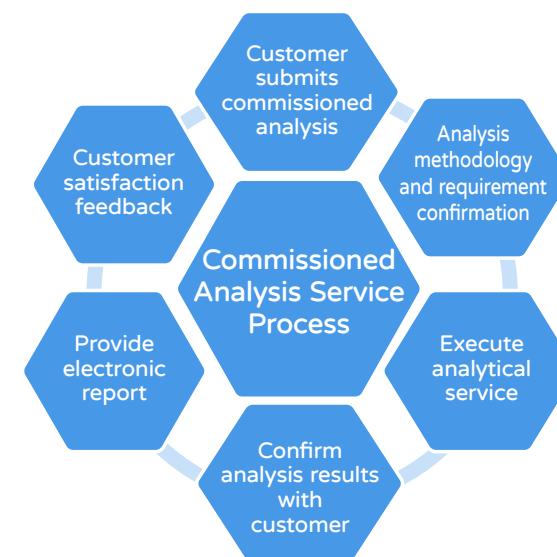 Customer
submits
commissioned
analysis
Analysis
methodology
and requirement
confirmation
Execute
analytical
service
Confirm
analysis results
with
customer
Provide
electronic
report
Customer
satisfaction
feedback
Commissioned
Analysis Service
Process